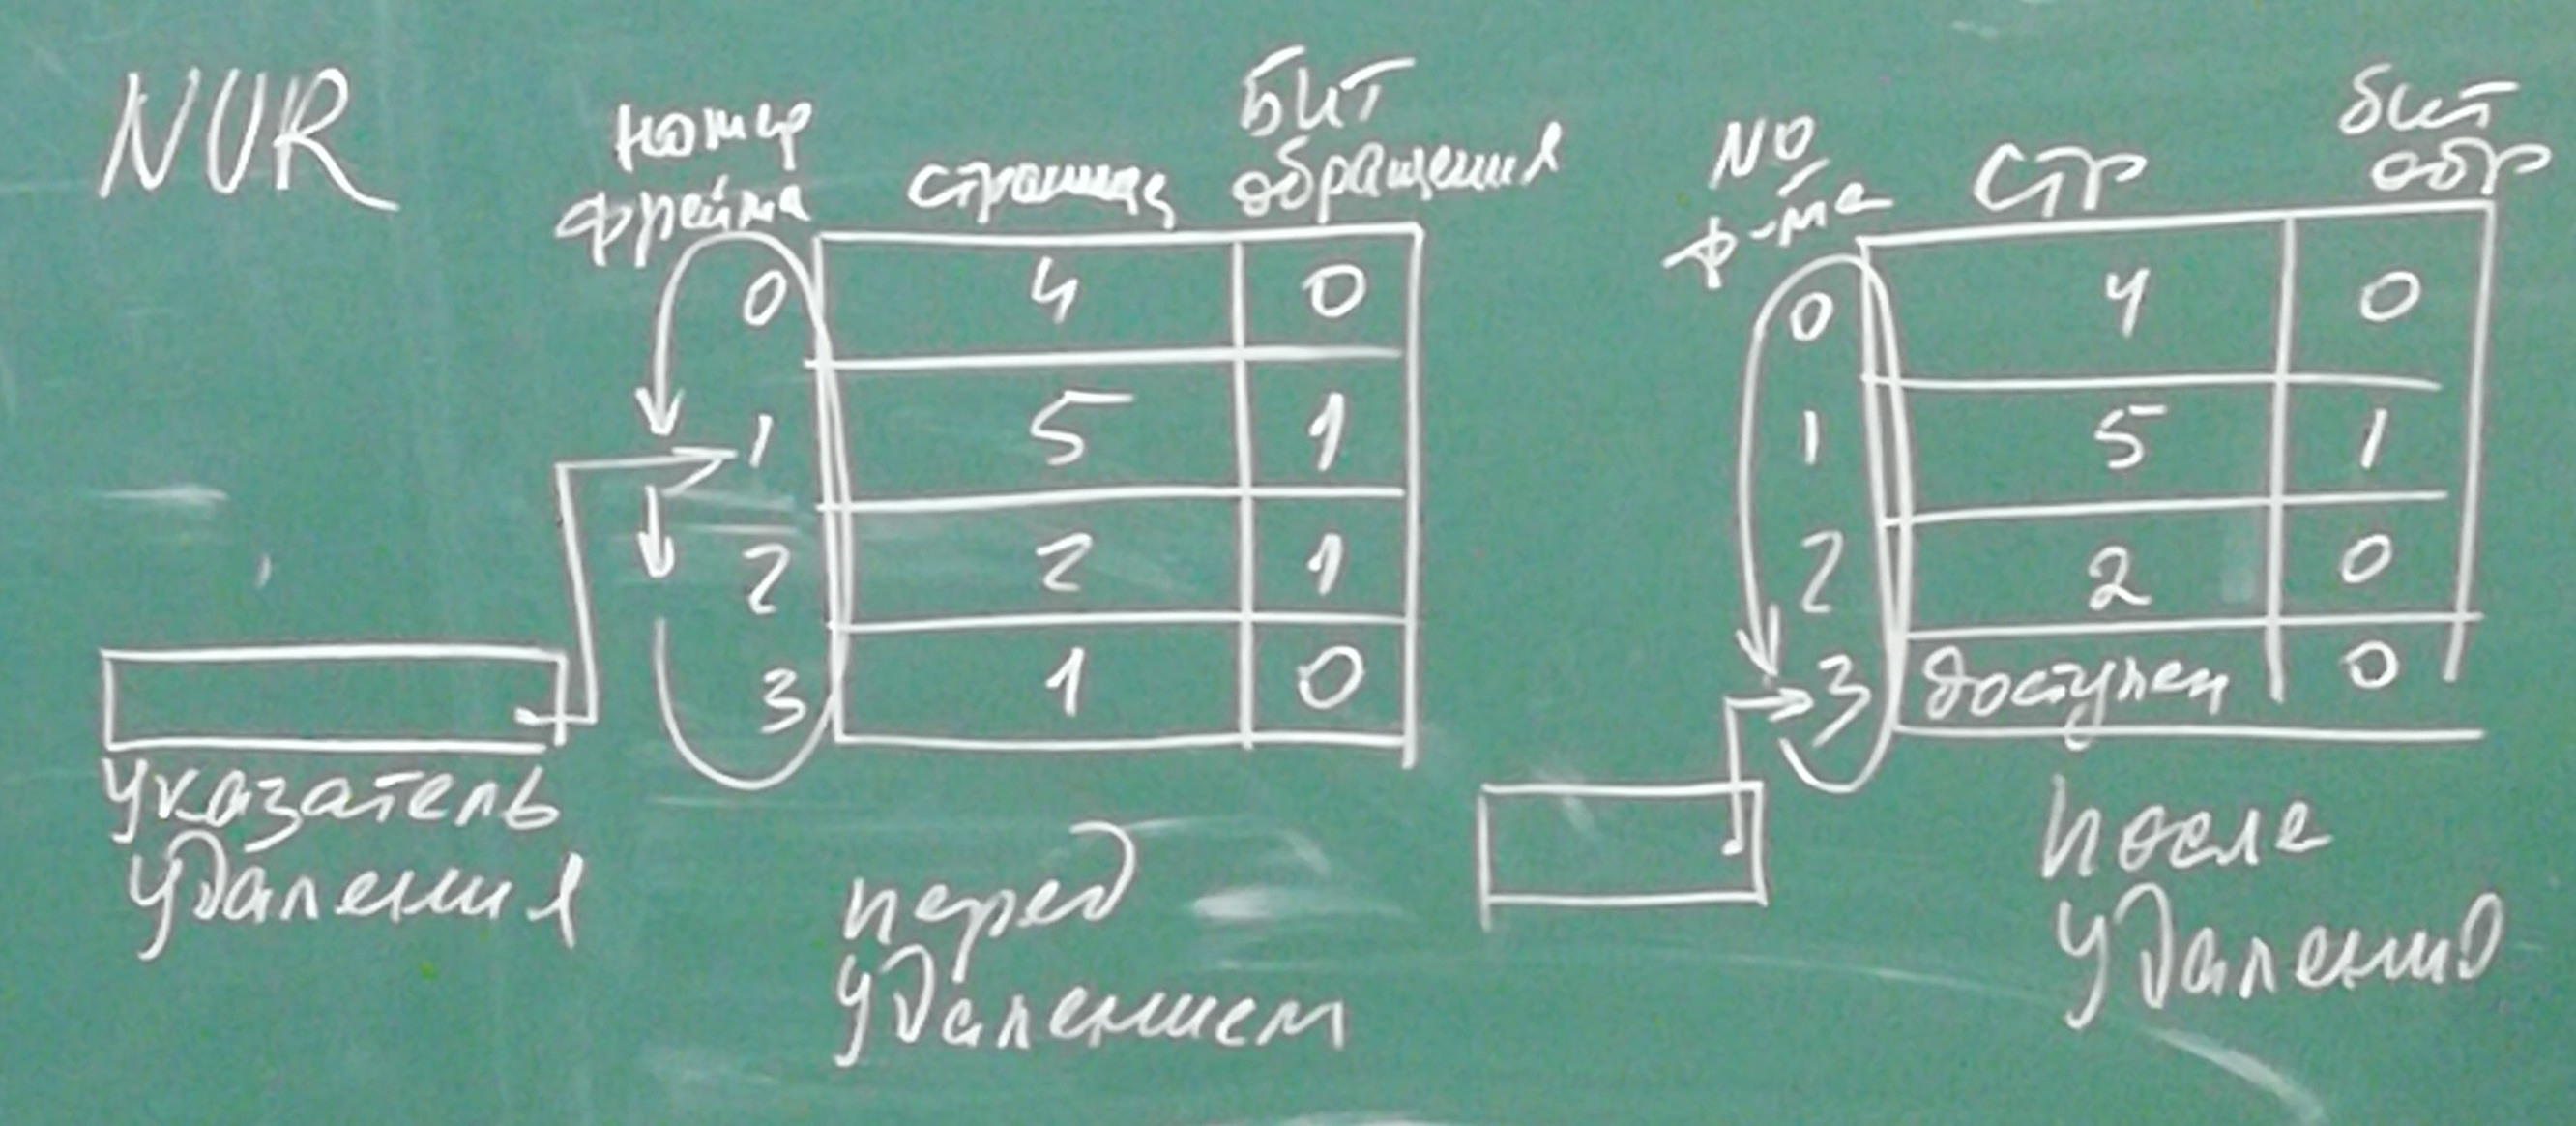 NUR
номер
фрейма
страница
бит
обращения
0 4 0
1 5 1
2 2 1
3 1 0
указатель
удаления
перед
удалением
No
ф-ма
стр
бит
обр
0 4 0
1 5 1
2 2 0
3 доступен 0
после
удаления